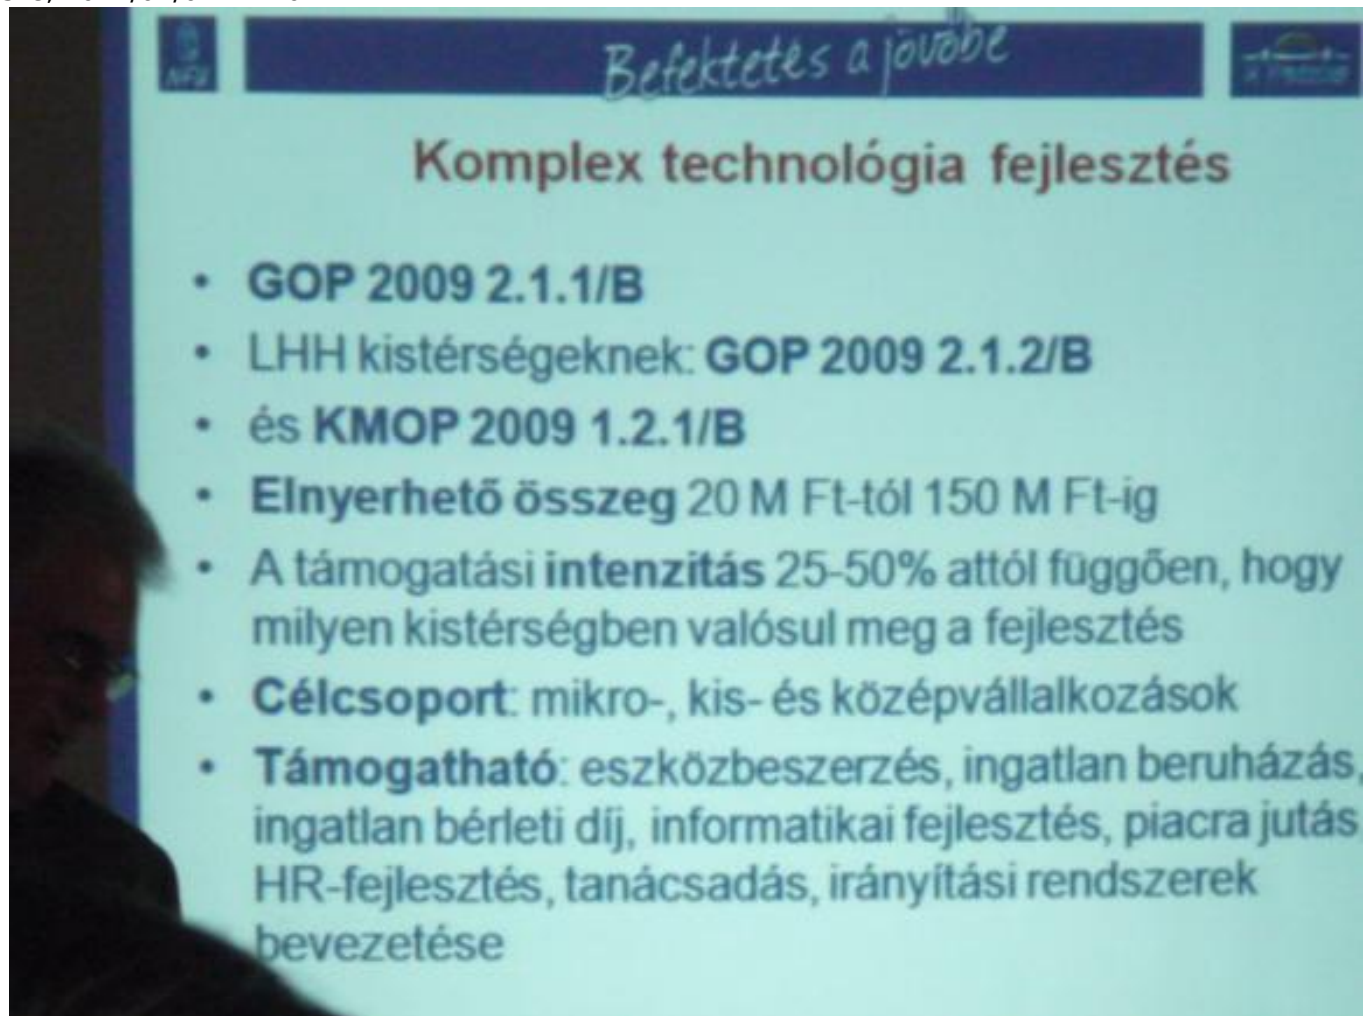 NFÜ
Befektetés a jövőbe
Komplex technológia fejlesztés
• GOP 2009 2.1.1/B
• LHH kistérségeknek: GOP 2009 2.1.2/B
• és KMOP 2009 1.2.1/B
• Elnyerhető összeg 20 M Ft-tól 150 M Ft-ig
• A támogatási intenzitás 25-50% attól függően, hogy
milyen kistérségben valósul meg a fejlesztés
• Célcsoport: mikro-, kis- és középvállalkozások
• Támogatható: eszközbeszerzés, ingatlan beruházás,
ingatlan bérleti díj, informatikai fejlesztés, piacra jutás
HR-fejlesztés, tanácsadás, irányítási rendszerek
bevezetése